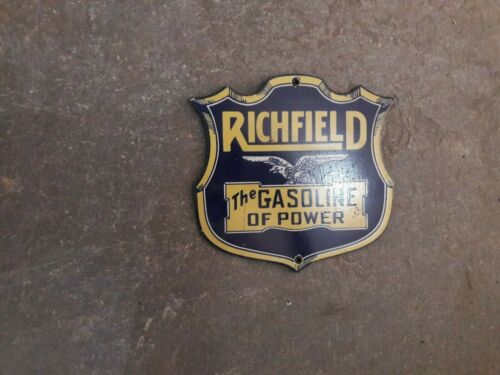 RICHFIELD
The GASOLINE
OF POWER